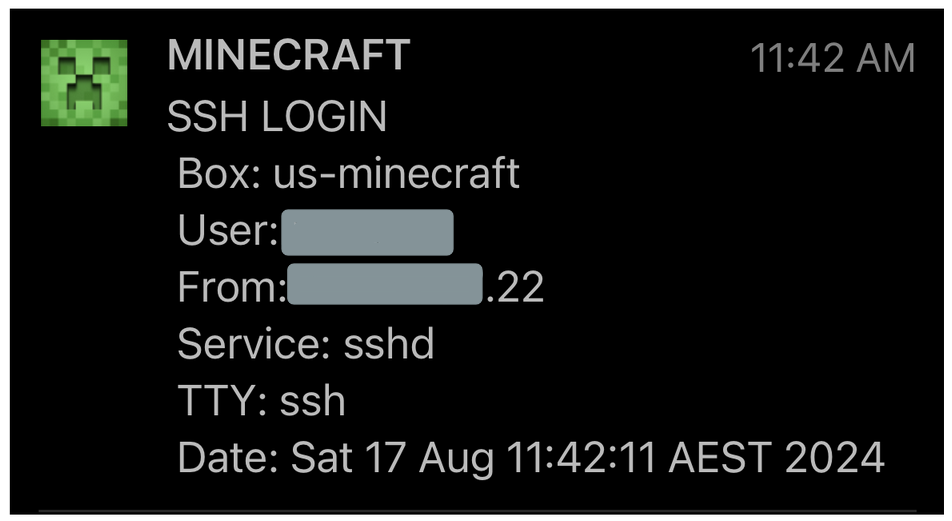 MINECRAFT 11:42 AM
SSH LOGIN
Box: us-minecraft
User:
From: .22
Service: sshd
TTY: ssh
Date: Sat 17 Aug 11:42:11 AEST 2024